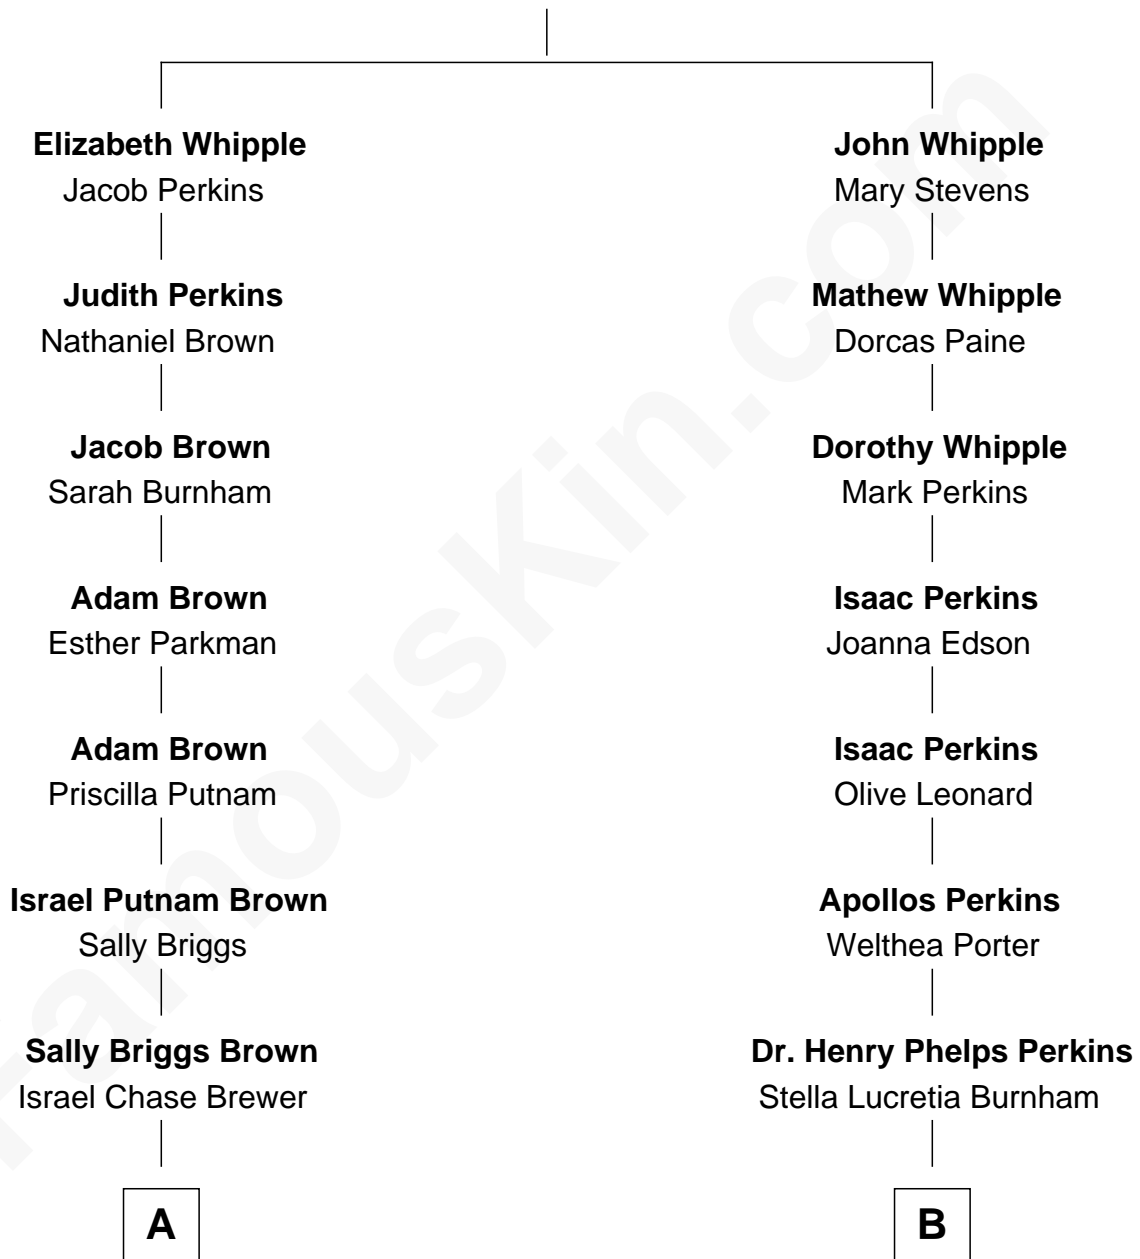 Elizabeth Whipple
Jacob Perkins
Judith Perkins
Nathaniel Brown
Jacob Brown
Sarah Burnham
Adam Brown
Esther Parkman
Adam Brown
Priscilla Putnam
Israel Putnam Brown
Sally Briggs
Sally Briggs Brown
Israel Chase Brewer
A
John Whipple
Mary Stevens
Mathew Whipple
Dorcas Paine
Dorothy Whipple
Mark Perkins
Isaac Perkins
Joanna Edson
Isaac Perkins
Olive Leonard
Apollos Perkins
Welthea Porter
Dr. Henry Phelps Perkins
Stella Lucretia Burnham
B
FamousKin.com